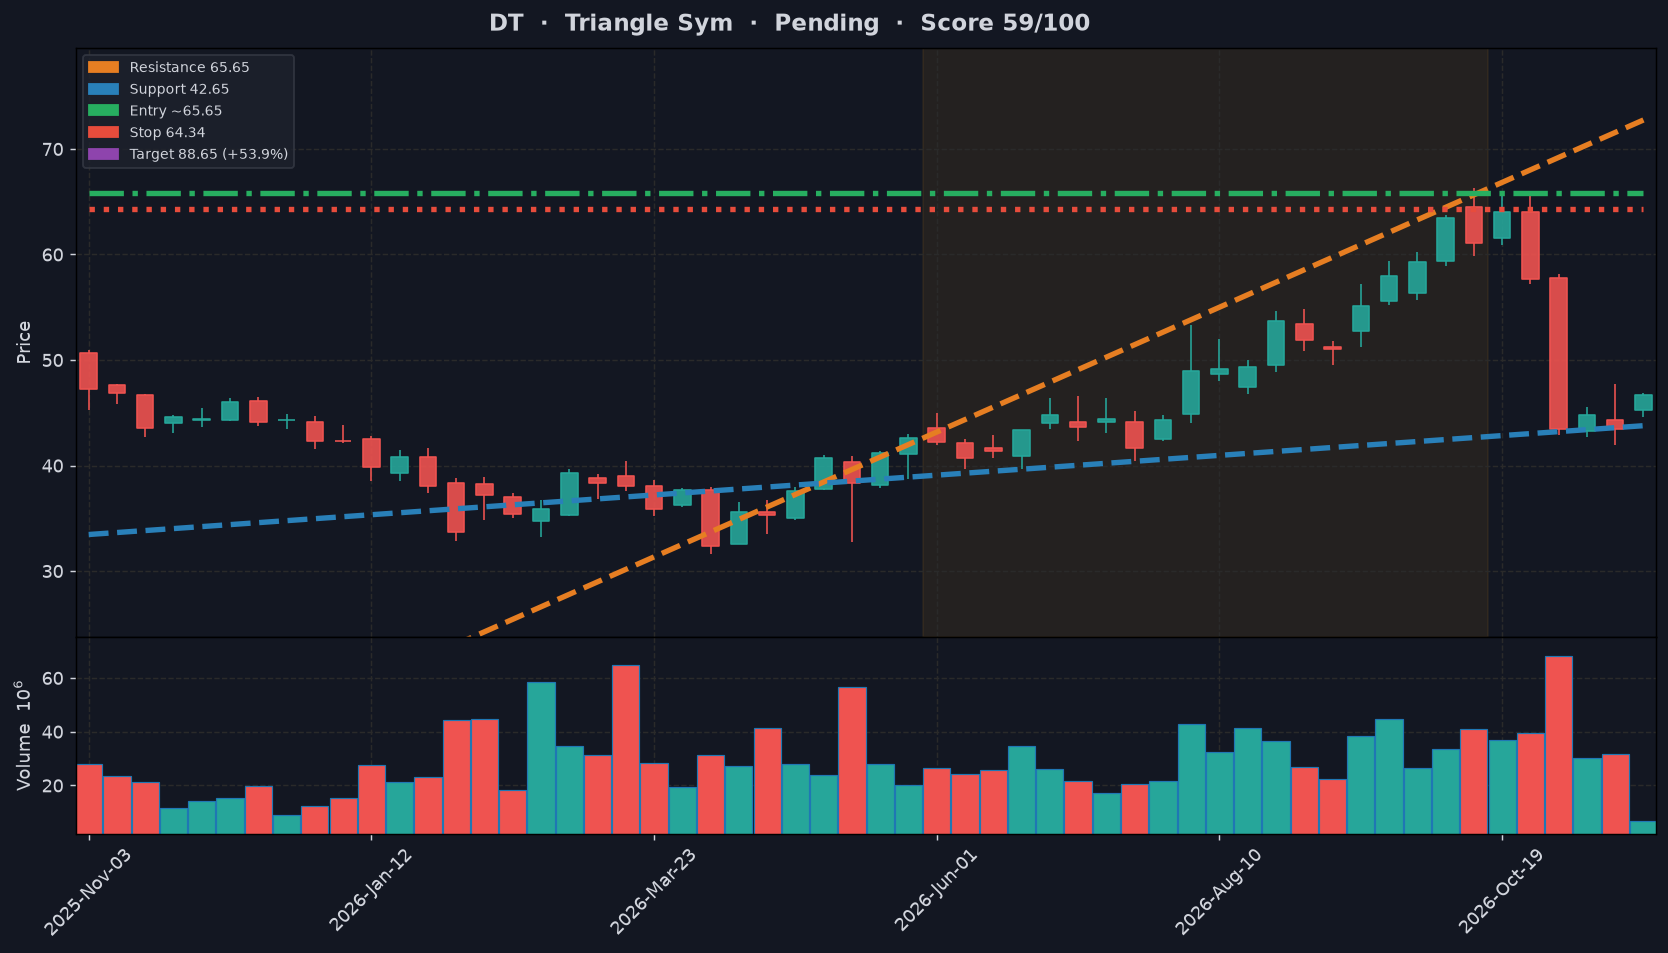 DT · Triangle Sym · Pending · Score 59/100
Resistance 65.65
Support 42.65
Entry ~65.65
Stop 64.34
Target 88.65 (+53.9%)
Price
70
60
50
40
30
Volume 10⁶
60
40
20
2025-Nov-03
2026-Jan-12
2026-Mar-23
2026-Jun-01
2026-Aug-10
2026-Oct-19